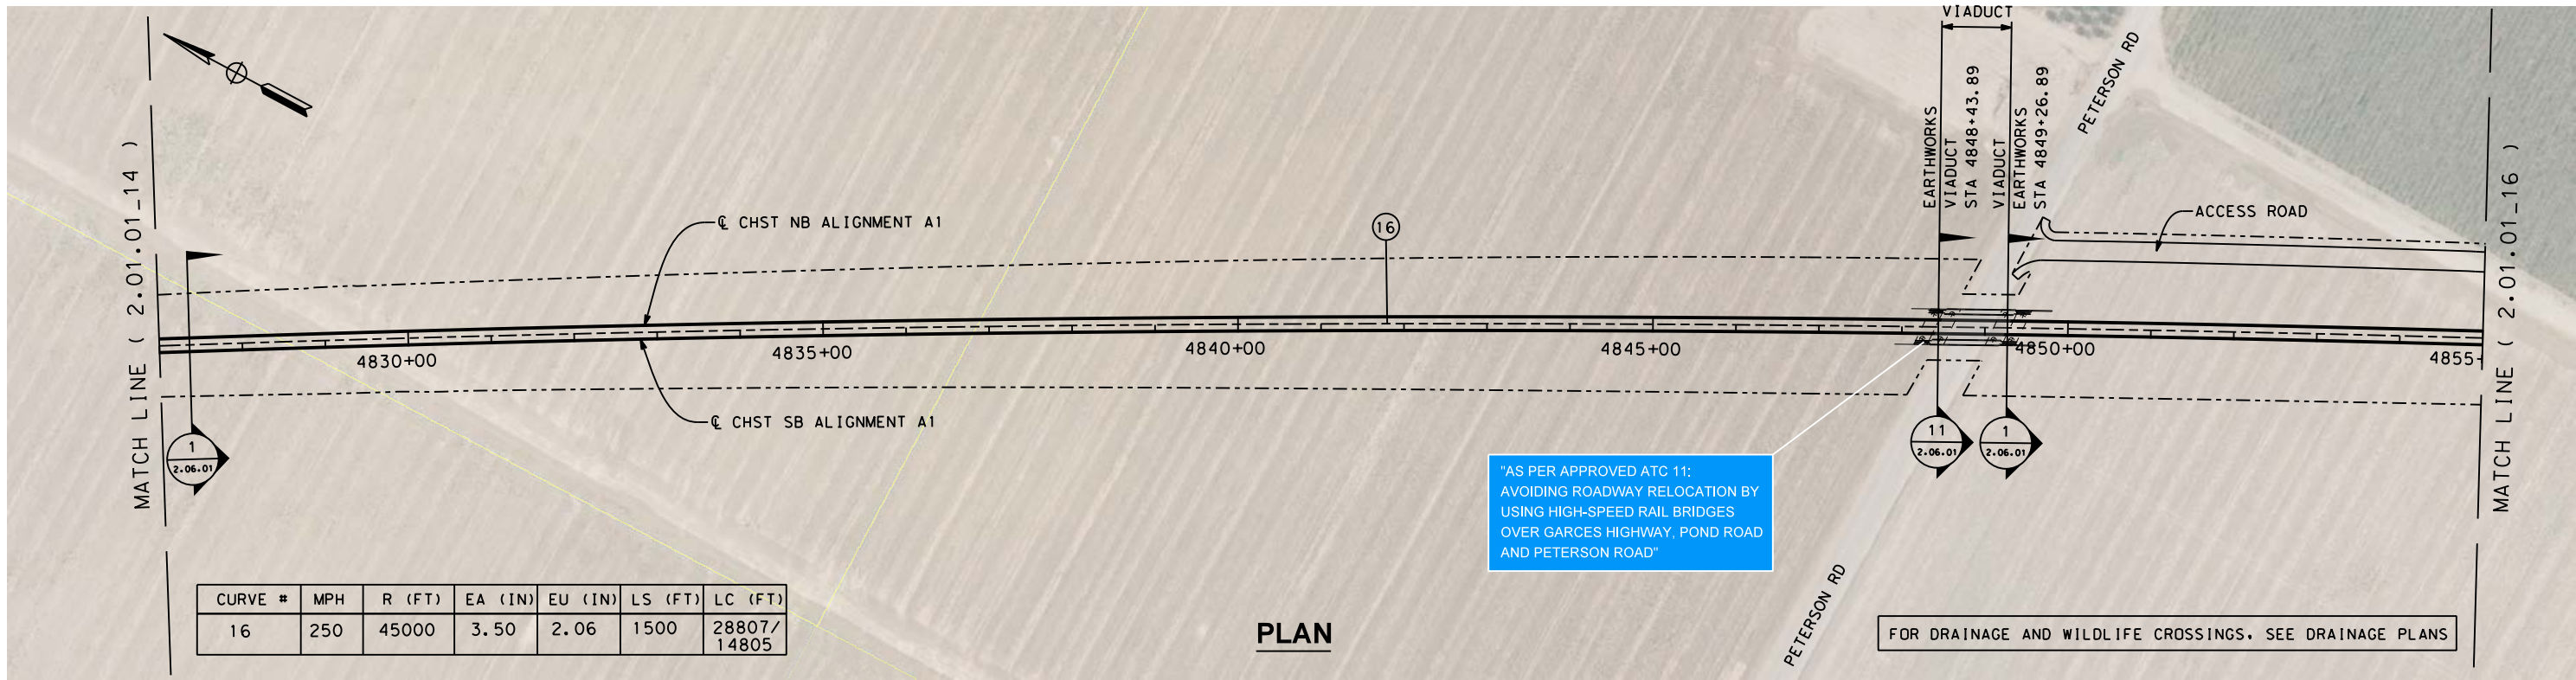 VIADUCT
PETERSON RD
EARTHWORKS
VIADUCT
STA 4848+43.89
VIADUCT
EARTHWORKS
STA 4849+26.89
MATCH LINE ( 2.01.01_14 )
℄ CHST NB ALIGNMENT A1
16
ACCESS ROAD
MATCH LINE ( 2.01.01_16 )
4830+00
4835+00
4840+00
4845+00
4850+00
4855
℄ CHST SB ALIGNMENT A1
1
2.06.01
11
2.06.01
1
2.06.01
"AS PER APPROVED ATC 11:
AVOIDING ROADWAY RELOCATION BY
USING HIGH-SPEED RAIL BRIDGES
OVER GARCES HIGHWAY, POND ROAD
AND PETERSON ROAD"
PETERSON RD
CURVE # MPH R (FT) EA (IN) EU (IN) LS (FT) LC (FT)
16 250 45000 3.50 2.06 1500 28807/
14805
PLAN
FOR DRAINAGE AND WILDLIFE CROSSINGS, SEE DRAINAGE PLANS